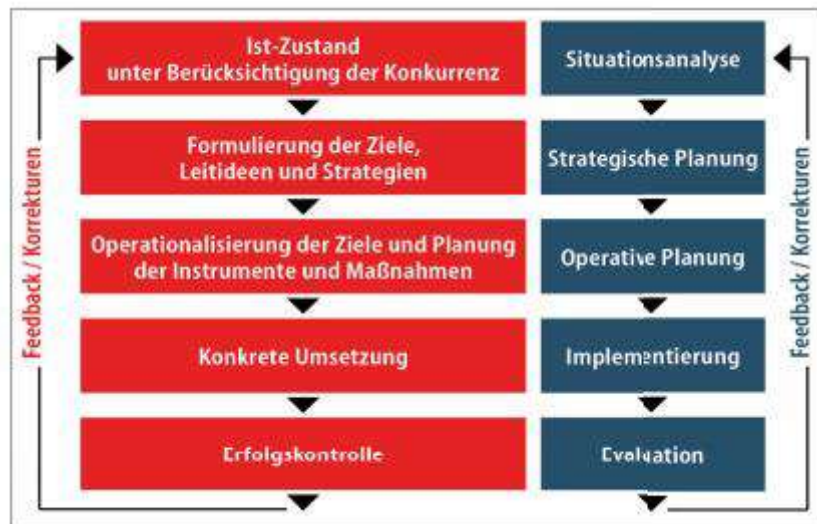 Ist-Zustand
unter Berücksichtigung der Konkurrenz
Situationsanalyse
Formulierung der Ziele,
Leitideen und Strategien
Strategische Planung
Operationalisierung der Ziele und Planung
der Instrumente und Maßnahmen
Operative Planung
Konkrete Umsetzung
Implementierung
Erfolgskontrolle
Evaluation
Feedback / Korrekturen
Feedback / Korrekturen